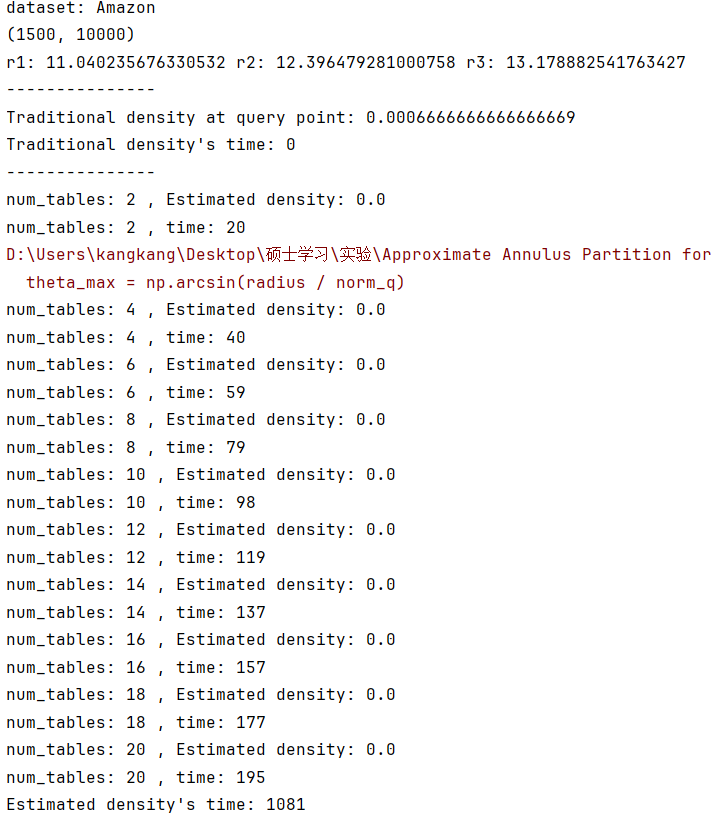 dataset: Amazon
(1500, 10000)
r1: 11.040235676330532 r2: 12.396479281000758 r3: 13.178882541763427
---------------
Traditional density at query point: 0.0006666666666666669
Traditional density's time: 0
---------------
num_tables: 2 , Estimated density: 0.0
num_tables: 2 , time: 20
D:\Users\kangkang\Desktop\硕士学习\实验\Approximate Annulus Partition for
  theta_max = np.arcsin(radius / norm_q)
num_tables: 4 , Estimated density: 0.0
num_tables: 4 , time: 40
num_tables: 6 , Estimated density: 0.0
num_tables: 6 , time: 59
num_tables: 8 , Estimated density: 0.0
num_tables: 8 , time: 79
num_tables: 10 , Estimated density: 0.0
num_tables: 10 , time: 98
num_tables: 12 , Estimated density: 0.0
num_tables: 12 , time: 119
num_tables: 14 , Estimated density: 0.0
num_tables: 14 , time: 137
num_tables: 16 , Estimated density: 0.0
num_tables: 16 , time: 157
num_tables: 18 , Estimated density: 0.0
num_tables: 18 , time: 177
num_tables: 20 , Estimated density: 0.0
num_tables: 20 , time: 195
Estimated density's time: 1081